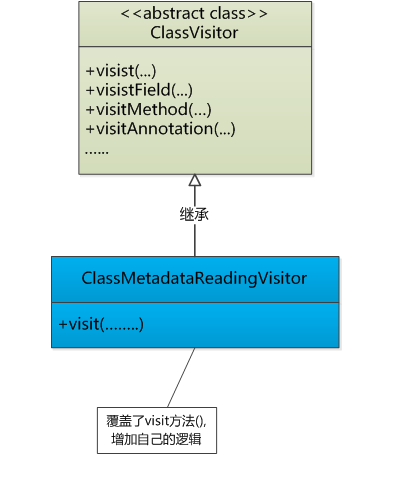 <<abstract class>>
ClassVisitor
+visist(...)
+visistField(...)
+visitMethod(...)
+visitAnnotation(...)
......
继承
ClassMetadataReadingVisitor
+visit(........)
覆盖了visit方法(),
增加自己的逻辑